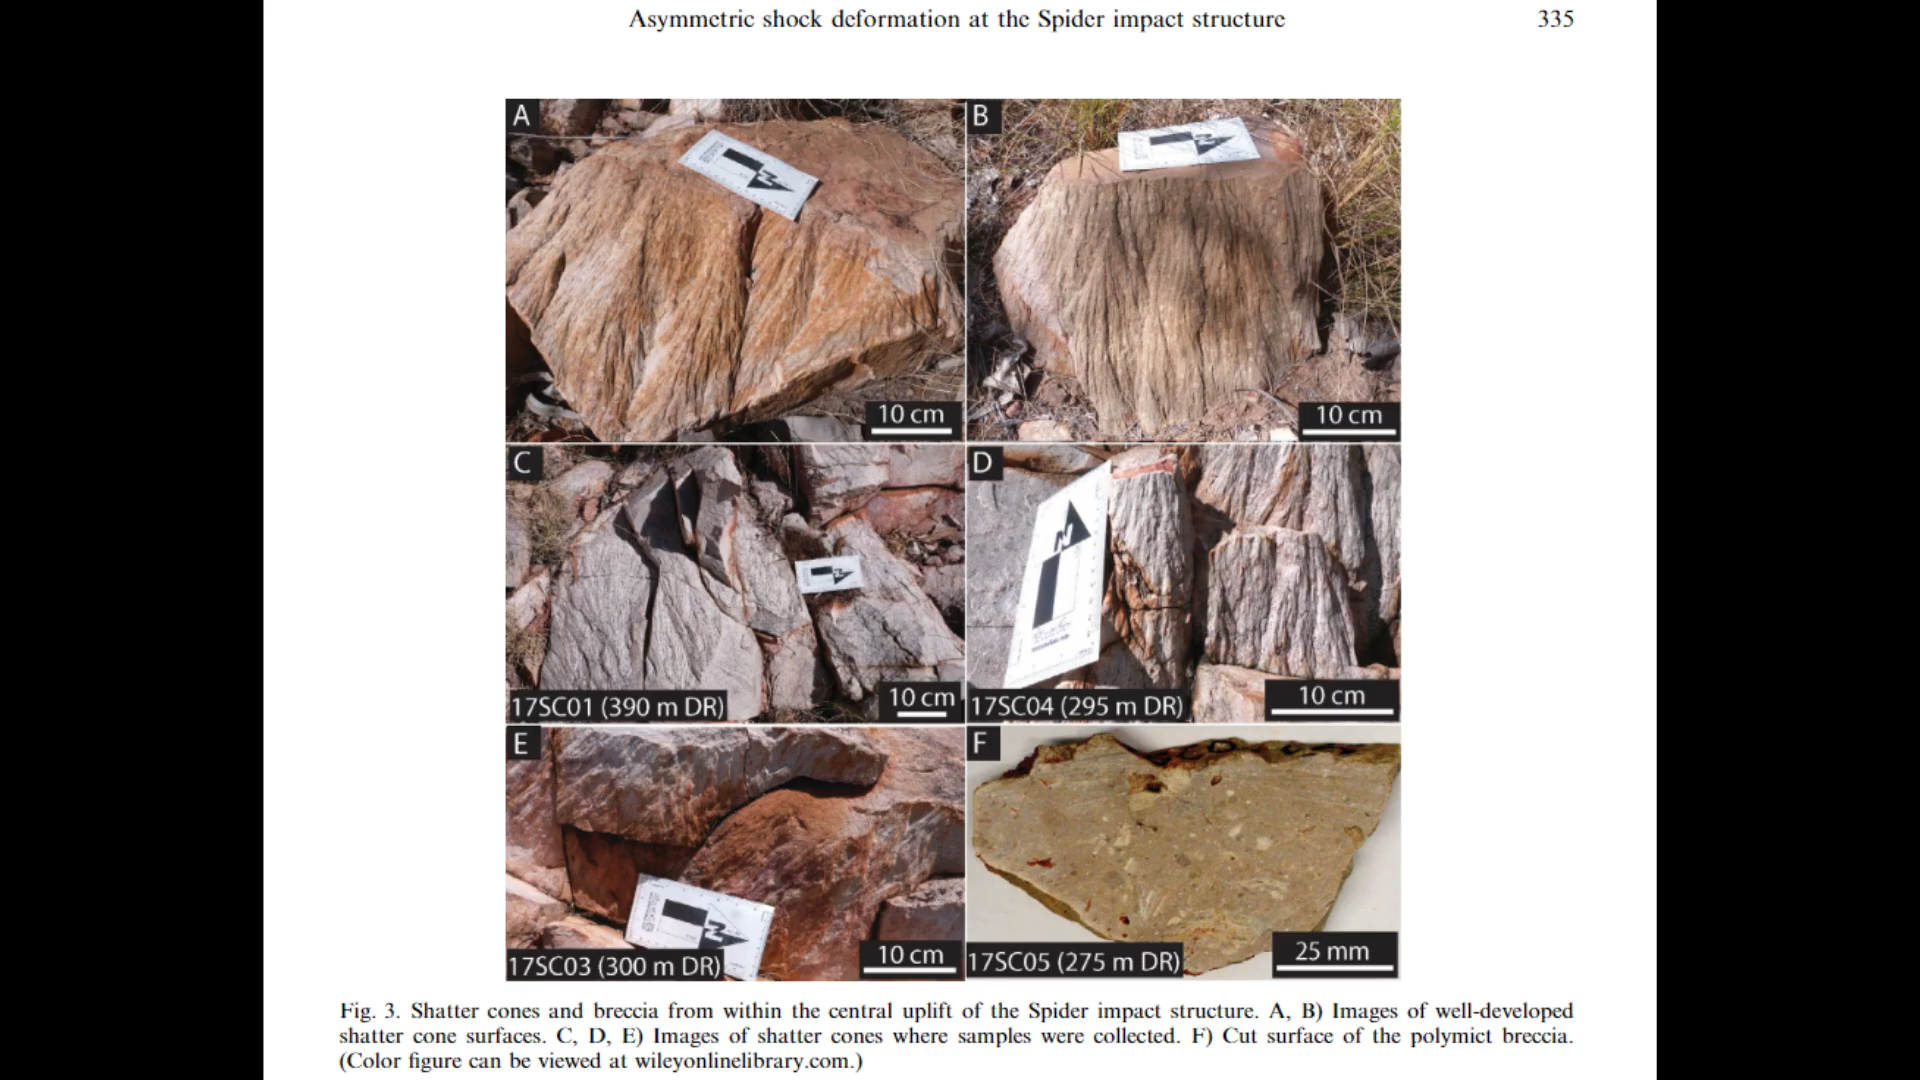 Asymmetric shock deformation at the Spider impact structure 335
A
B
10 cm
10 cm
C
D
N
17SC01 (390 m DR)
10 cm
17SC04 (295 m DR)
10 cm
E
F
N
17SC03 (300 m DR)
10 cm
17SC05 (275 m DR)
25 mm
Fig. 3. Shatter cones and breccia from within the central uplift of the Spider impact structure. A, B) Images of well-developed
shatter cone surfaces. C, D, E) Images of shatter cones where samples were collected. F) Cut surface of the polymict breccia.
(Color figure can be viewed at wileyonlinelibrary.com.)